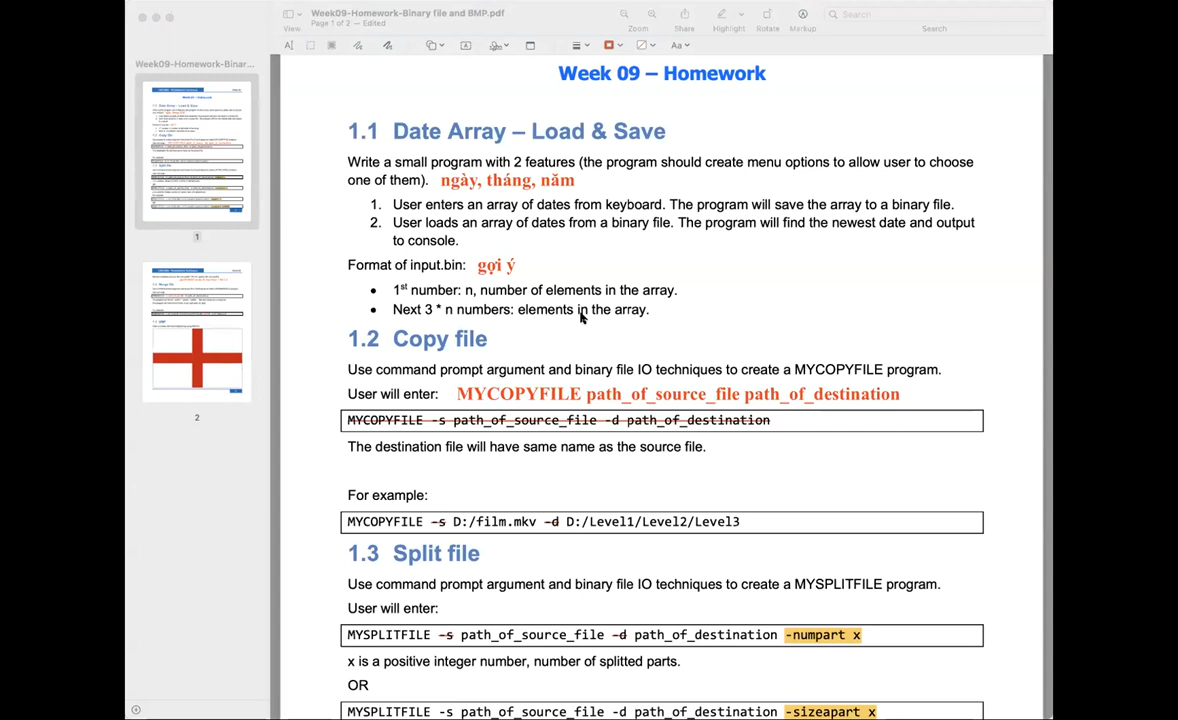 Week09-Homework-Binary file and BMP.pdf
Page 1 of 2 – Edited
View
Zoom
Share
Highlight
Rotate
Markup
Search
Search
Aa
Week09-Homework-Binar...
1
2
Week 09 – Homework
1.1 Date Array – Load & Save
Write a small program with 2 features (the program should create menu options to allow user to choose
one of them). ngày, tháng, năm
1. User enters an array of dates from keyboard. The program will save the array to a binary file.
2. User loads an array of dates from a binary file. The program will find the newest date and output
to console.
Format of input.bin: gợi ý
• 1st number: n, number of elements in the array.
• Next 3 * n numbers: elements in the array.
1.2 Copy file
Use command prompt argument and binary file IO techniques to create a MYCOPYFILE program.
User will enter: MYCOPYFILE path_of_source_file path_of_destination
MYCOPYFILE -s path_of_source_file -d path_of_destination
The destination file will have same name as the source file.
For example:
MYCOPYFILE -s D:/film.mkv -d D:/Level1/Level2/Level3
1.3 Split file
Use command prompt argument and binary file IO techniques to create a MYSPLITFILE program.
User will enter:
MYSPLITFILE -s path_of_source_file -d path_of_destination -numpart x
x is a positive integer number, number of splitted parts.
OR
MYSPLITFILE -s path_of_source_file -d path_of_destination -sizeapart x